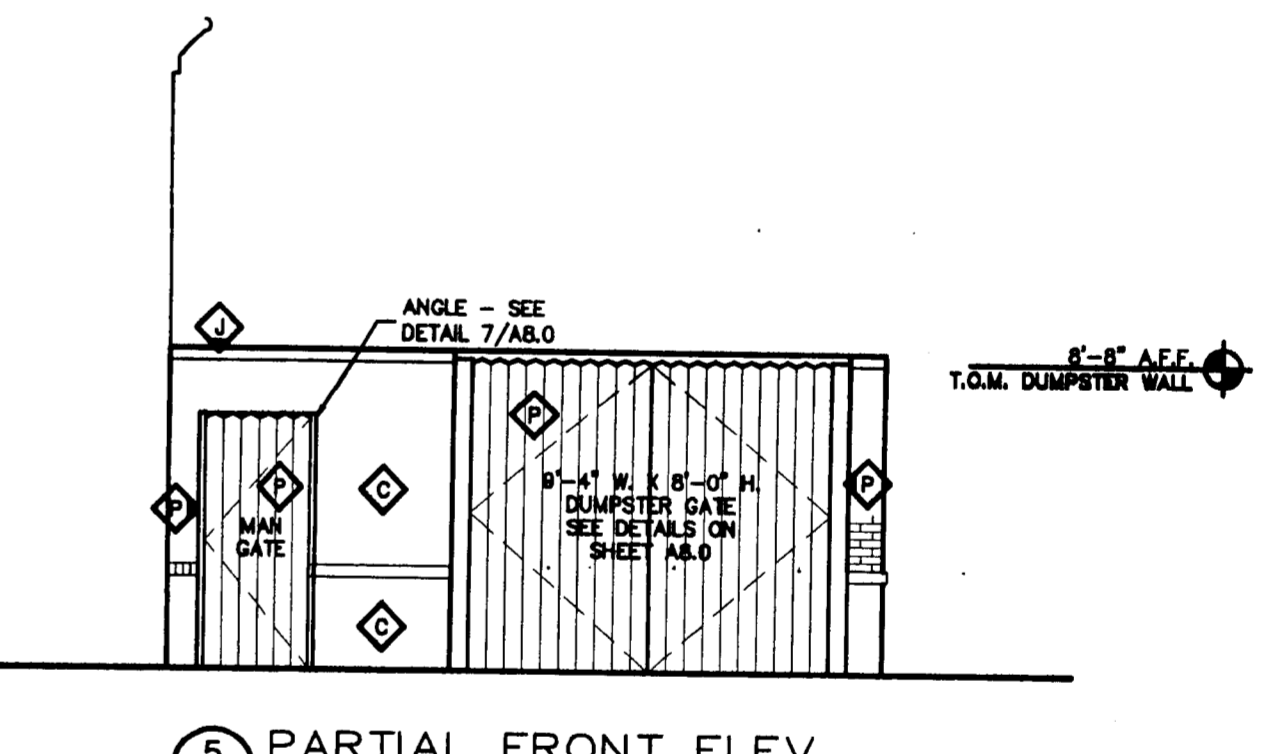 J
ANGLE - SEE
DETAIL 7/A8.0
8'-8" A.F.F.
T.O.M. DUMPSTER WALL
P
P
P
C
P
MAN
GATE
9'-4" W. X 8'-0" H.
DUMPSTER GATE
SEE DETAILS ON
SHEET A8.0
C
5 PARTIAL FRONT ELEV.